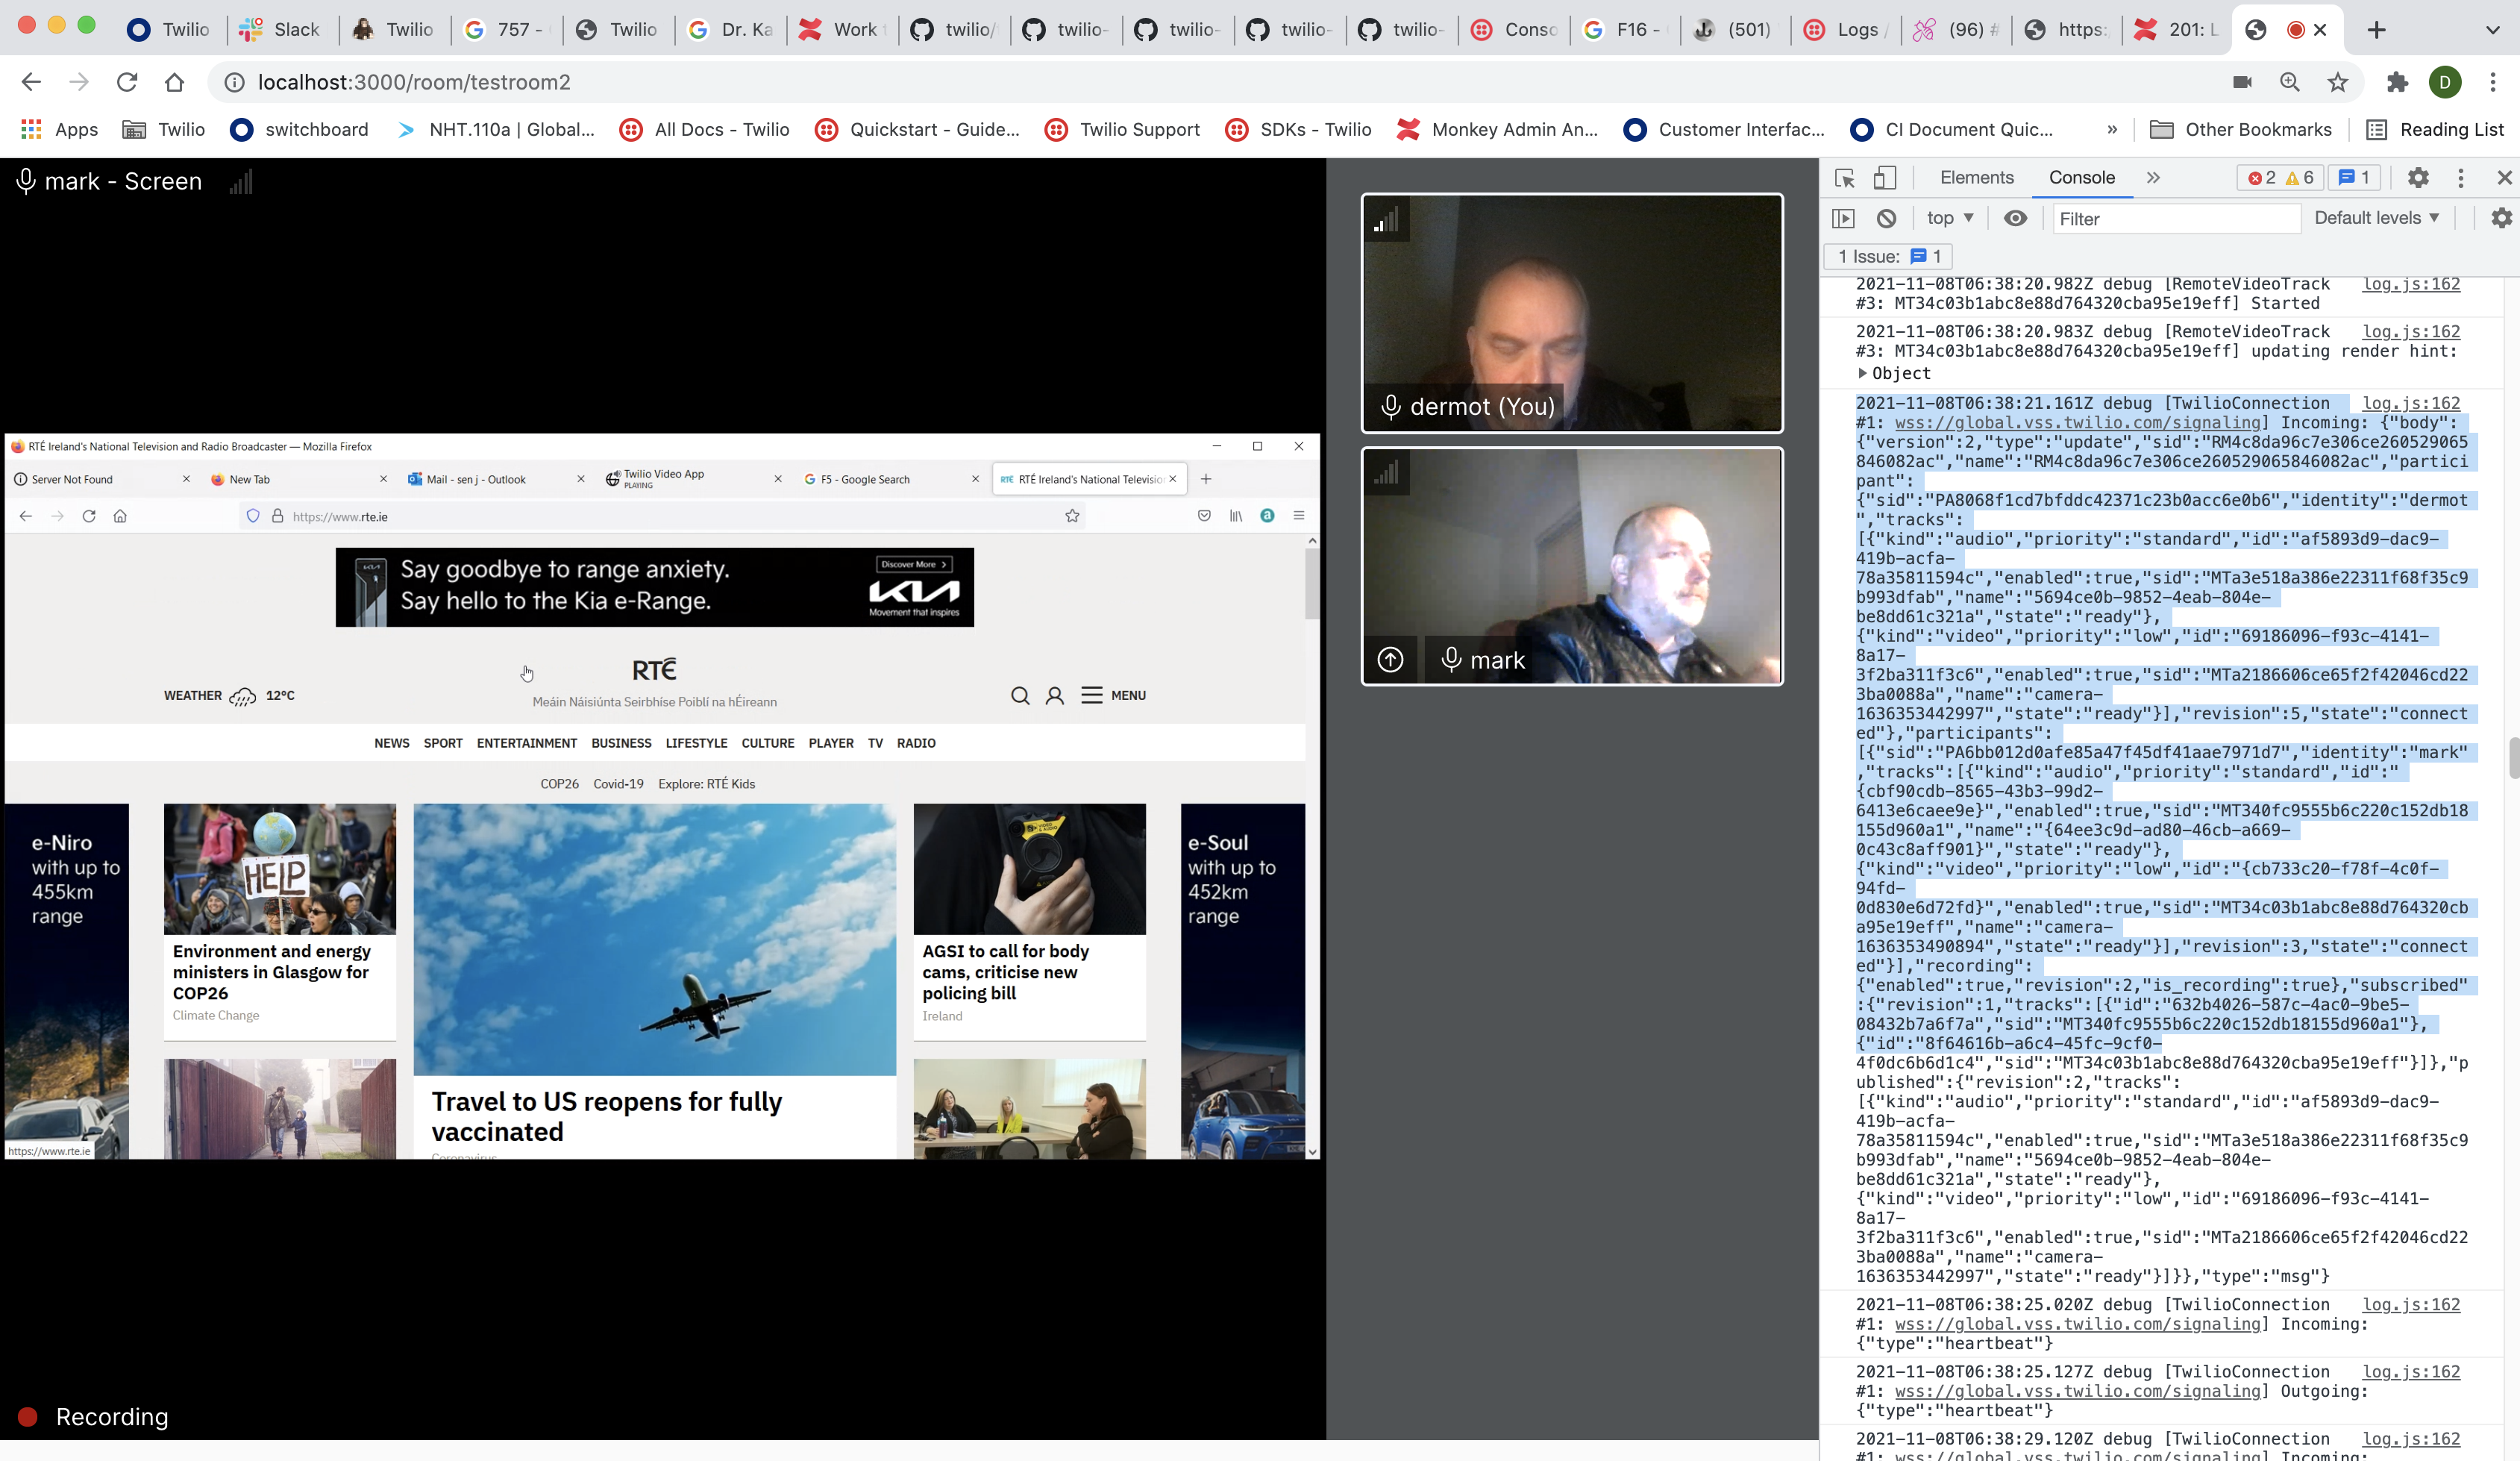 Twilio
Slack
Twilio
757 -
Twilio
Dr. Ka
Work
twilio/
twilio-
twilio-
twilio-
twilio-
Conso
F16 -
(501)
Logs /
(96) #
https:
201: L
localhost:3000/room/testroom2
D
Apps
Twilio
switchboard
NHT.110a | Global...
All Docs - Twilio
Quickstart - Guide...
Twilio Support
SDKs - Twilio
Monkey Admin An...
Customer Interfac...
CI Document Quic...
»
Other Bookmarks
Reading List
mark - Screen
RTÉ Ireland's National Television and Radio Broadcaster — Mozilla Firefox
Server Not Found
New Tab
Mail - sen j - Outlook
Twilio Video App
PLAYING
F5 - Google Search
RTÉ Ireland's National Televisio
https://www.rte.ie
Say goodbye to range anxiety.
Say hello to the Kia e-Range.
Discover More >
KIA
Movement that inspires
RTÉ
WEATHER 12°C
Meáin Náisiúnta Seirbhíse Poiblí na hÉireann
MENU
NEWS SPORT ENTERTAINMENT BUSINESS LIFESTYLE CULTURE PLAYER TV RADIO
COP26 Covid-19 Explore: RTÉ Kids
e-Niro
with up to
455km
range
HELP
Environment and energy
ministers in Glasgow for
COP26
Climate Change
Travel to US reopens for fully
vaccinated
Coronavirus
AGSI to call for body
cams, criticise new
policing bill
Ireland
e-Soul
with up to
452km
range
https://www.rte.ie
Recording
dermot (You)
mark
Elements
Console
»
2
6
1
top
Filter
Default levels
1 Issue: 1
2021-11-08T06:38:20.982Z debug [RemoteVideoTrack log.js:162
#3: MT34c03b1abc8e88d764320cba95e19eff] Started
2021-11-08T06:38:20.983Z debug [RemoteVideoTrack log.js:162
#3: MT34c03b1abc8e88d764320cba95e19eff] updating render hint:
Object
2021-11-08T06:38:21.161Z debug [TwilioConnection log.js:162
#1: wss://global.vss.twilio.com/signaling] Incoming: {"body":
{"version":2,"type":"update","sid":"RM4c8da96c7e306ce260529065
846082ac","name":"RM4c8da96c7e306ce260529065846082ac","partici
pant":
{"sid":"PA8068f1cd7bfddc42371c23b0acc6e0b6","identity":"dermot
","tracks":
[{"kind":"audio","priority":"standard","id":"af5893d9-dac9-
419b-acfa-
78a35811594c","enabled":true,"sid":"MTa3e518a386e22311f68f35c9
b993dfab","name":"5694ce0b-9852-4eab-804e-
be8dd61c321a","state":"ready"},
{"kind":"video","priority":"low","id":"69186096-f93c-4141-
8a17-
3f2ba311f3c6","enabled":true,"sid":"MTa2186606ce65f2f42046cd22
3ba0088a","name":"camera-
1636353442997","state":"ready"}],"revision":5,"state":"connect
ed"},"participants":
[{"sid":"PA6bb012d0afe85a47f45df41aae7971d7","identity":"mark"
,"tracks":[{"kind":"audio","priority":"standard","id":"
{cbf90cdb-8565-43b3-99d2-
6413e6caee9e}","enabled":true,"sid":"MT340fc9555b6c220c152db18
155d960a1","name":"{64ee3c9d-ad80-46cb-a669-
0c43c8aff901}","state":"ready"},
{"kind":"video","priority":"low","id":"{cb733c20-f78f-4c0f-
94fd-
0d830e6d72fd}","enabled":true,"sid":"MT34c03b1abc8e88d764320cb
a95e19eff","name":"camera-
1636353490894","state":"ready"}],"revision":3,"state":"connect
ed"}],"recording":
{"enabled":true,"revision":2,"is_recording":true},"subscribed"
:{"revision":1,"tracks":[{"id":"632b4026-587c-4ac0-9be5-
08432b7a6f7a","sid":"MT340fc9555b6c220c152db18155d960a1"},
{"id":"8f64616b-a6c4-45fc-9cf0-
4f0dc6b6d1c4","sid":"MT34c03b1abc8e88d764320cba95e19eff"}]},"p
ublished":{"revision":2,"tracks":
[{"kind":"audio","priority":"standard","id":"af5893d9-dac9-
419b-acfa-
78a35811594c","enabled":true,"sid":"MTa3e518a386e22311f68f35c9
b993dfab","name":"5694ce0b-9852-4eab-804e-
be8dd61c321a","state":"ready"},
{"kind":"video","priority":"low","id":"69186096-f93c-4141-
8a17-
3f2ba311f3c6","enabled":true,"sid":"MTa2186606ce65f2f42046cd22
3ba0088a","name":"camera-
1636353442997","state":"ready"}]}},"type":"msg"}
2021-11-08T06:38:25.020Z debug [TwilioConnection log.js:162
#1: wss://global.vss.twilio.com/signaling] Incoming:
{"type":"heartbeat"}
2021-11-08T06:38:25.127Z debug [TwilioConnection log.js:162
#1: wss://global.vss.twilio.com/signaling] Outgoing:
{"type":"heartbeat"}
2021-11-08T06:38:29.120Z debug [TwilioConnection log.js:162
#1: wss://global.vss.twilio.com/signaling] Incoming: